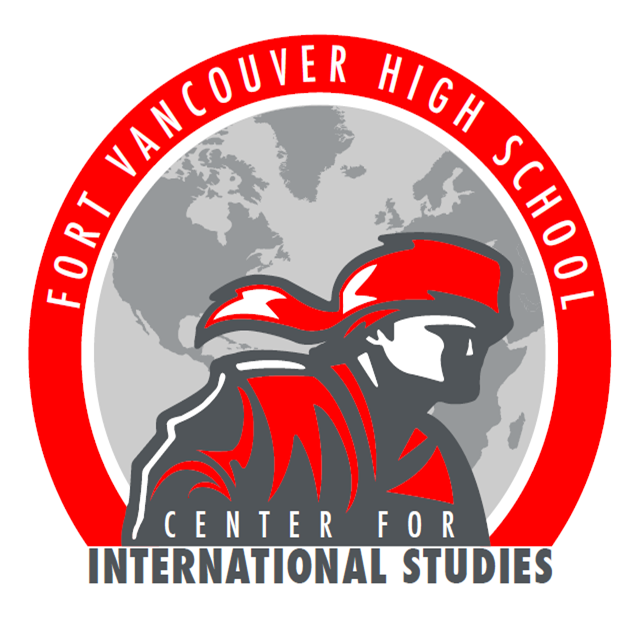 FORT VANCOUVER HIGH SCHOOL
CENTER FOR
INTERNATIONAL STUDIES